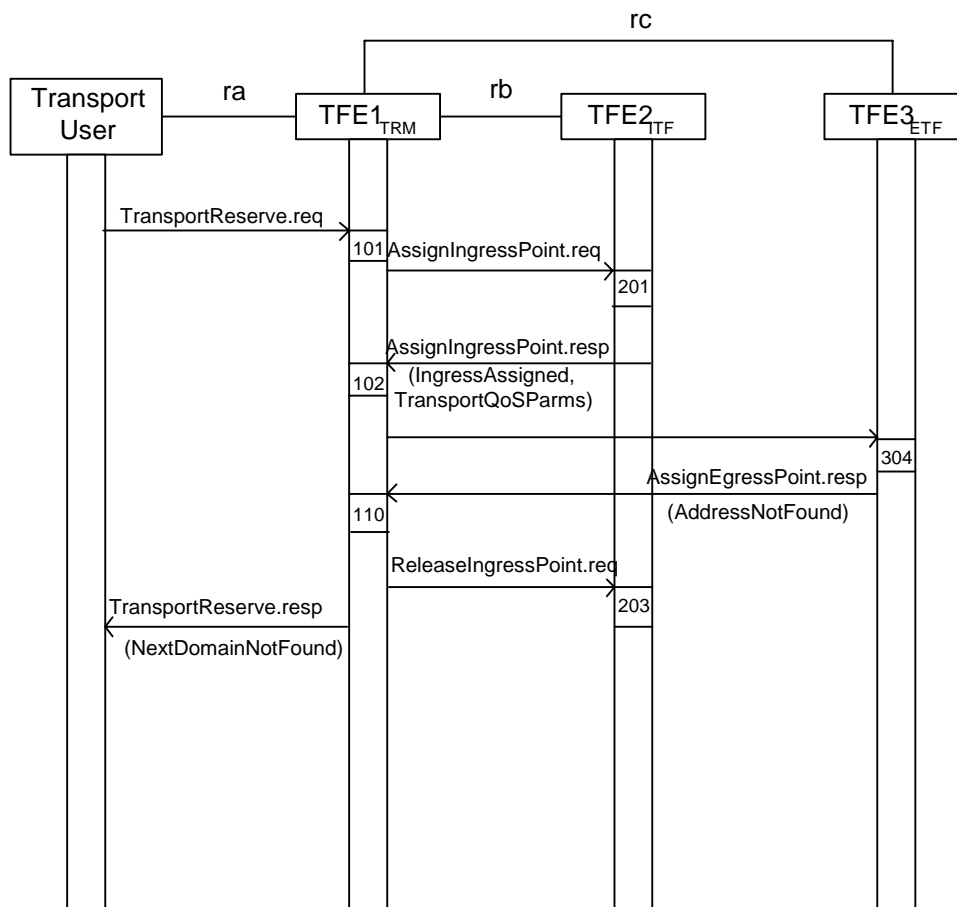 rc
ra
rb
Transport
User
TFE1TRM
TFE2ITF
TFE3ETF
TransportReserve.req
101
AssignIngressPoint.req
201
AssignIngressPoint.resp
(IngressAssigned,
TransportQoSParms)
102
304
AssignEgressPoint.resp
(AddressNotFound)
110
ReleaseIngressPoint.req
203
TransportReserve.resp
(NextDomainNotFound)